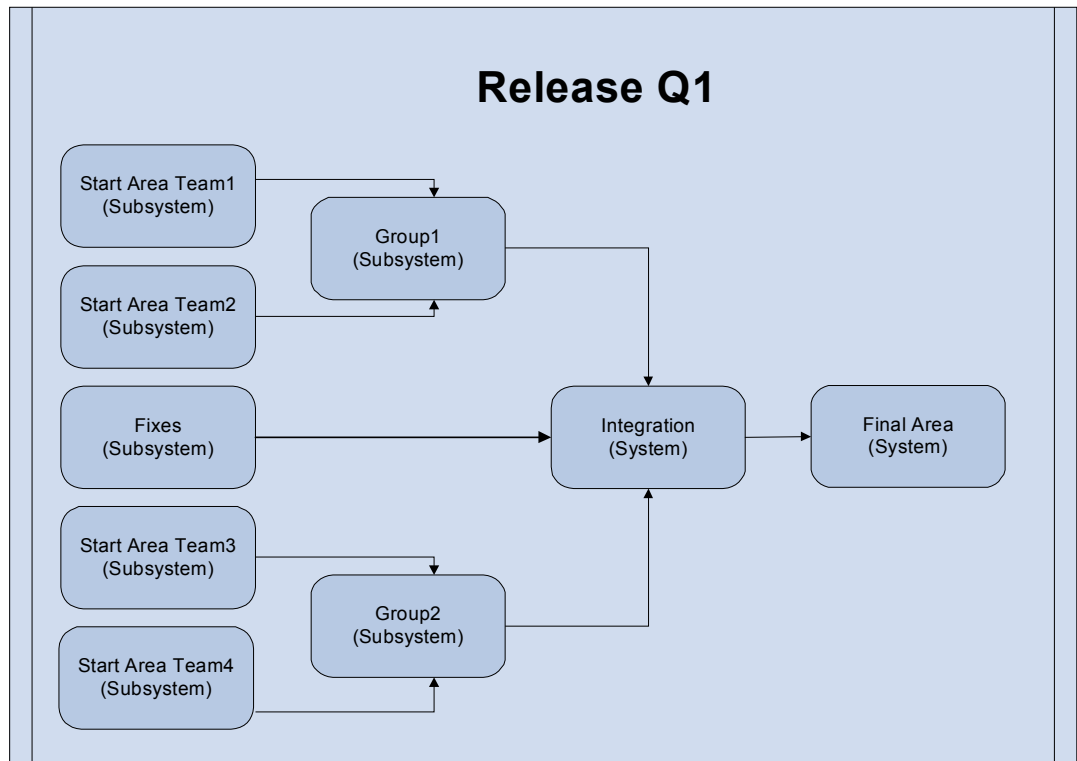 Release Q1
Start Area Team1
(Subsystem)
Group1
(Subsystem)
Start Area Team2
(Subsystem)
Fixes
(Subsystem)
Integration
(System)
Final Area
(System)
Start Area Team3
(Subsystem)
Group2
(Subsystem)
Start Area Team4
(Subsystem)